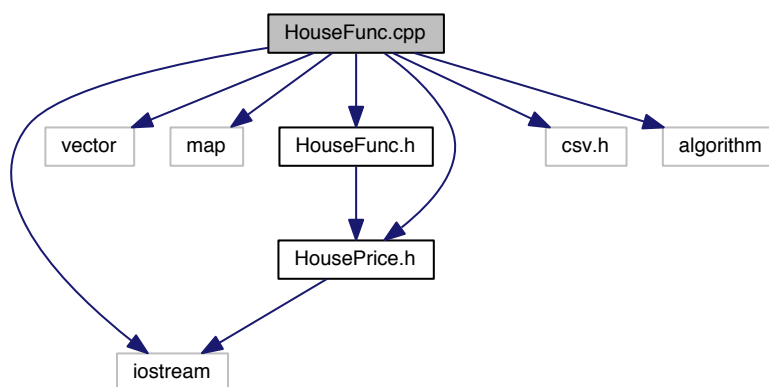 HouseFunc.cpp
vector
map
HouseFunc.h
csv.h
algorithm
HousePrice.h
iostream